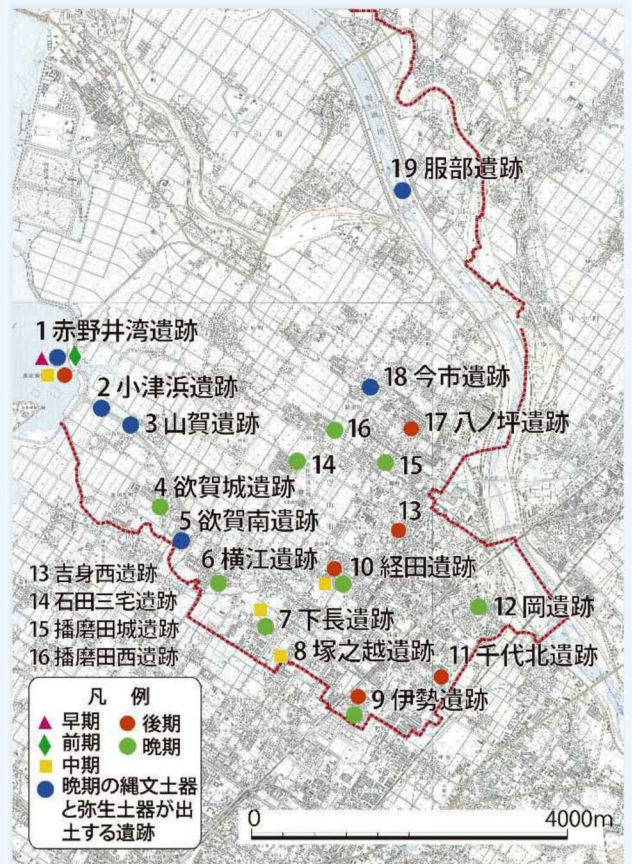 19 服部遺跡
1 赤野井湾遺跡
2 小津浜遺跡
18 今市遺跡
3 山賀遺跡
16
17 八ノ坪遺跡
14
15
4 欲賀城遺跡
5 欲賀南遺跡
13
6 横江遺跡
10 経田遺跡
13 吉身西遺跡
14 石田三宅遺跡
15 播磨田城遺跡
16 播磨田西遺跡
12 岡遺跡
7 下長遺跡
8 塚之越遺跡
11 千代北遺跡
9 伊勢遺跡
凡 例
早期
後期
前期
晩期
中期
晩期の縄文土器
と弥生土器が出
土する遺跡
0
4000m